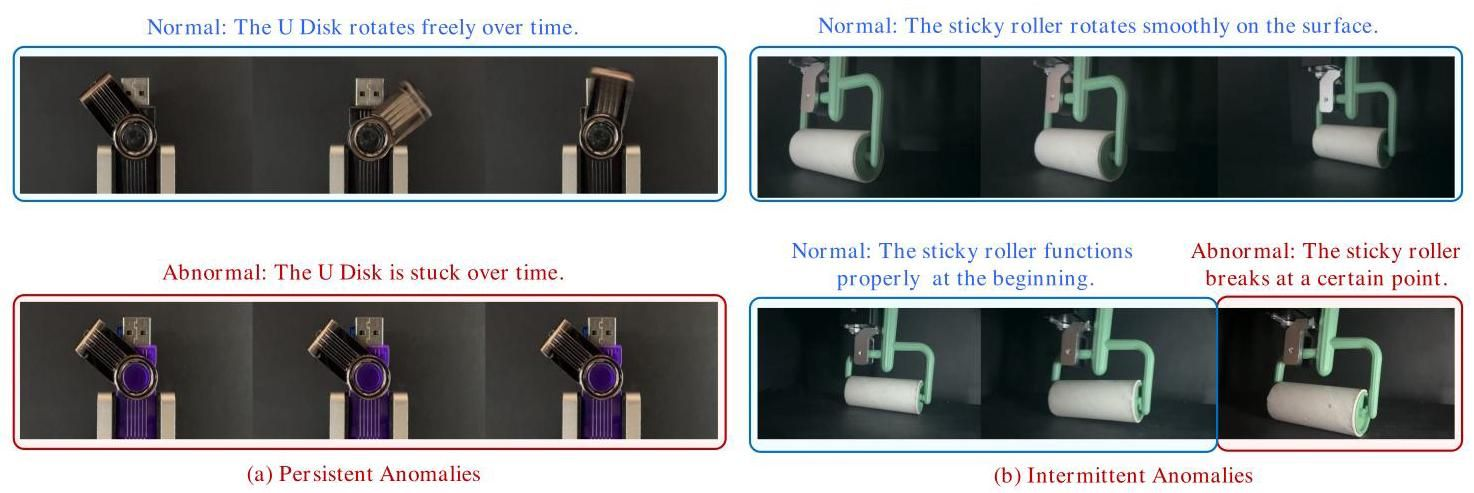 Normal: The U Disk rotates freely over time.
Abnormal: The U Disk is stuck over time.
(a) Persistent Anomalies
Normal: The sticky roller rotates smoothly on the surface.
Normal: The sticky roller functions
properly at the beginning.
Abnormal: The sticky roller
breaks at a certain point.
(b) Intermittent Anomalies